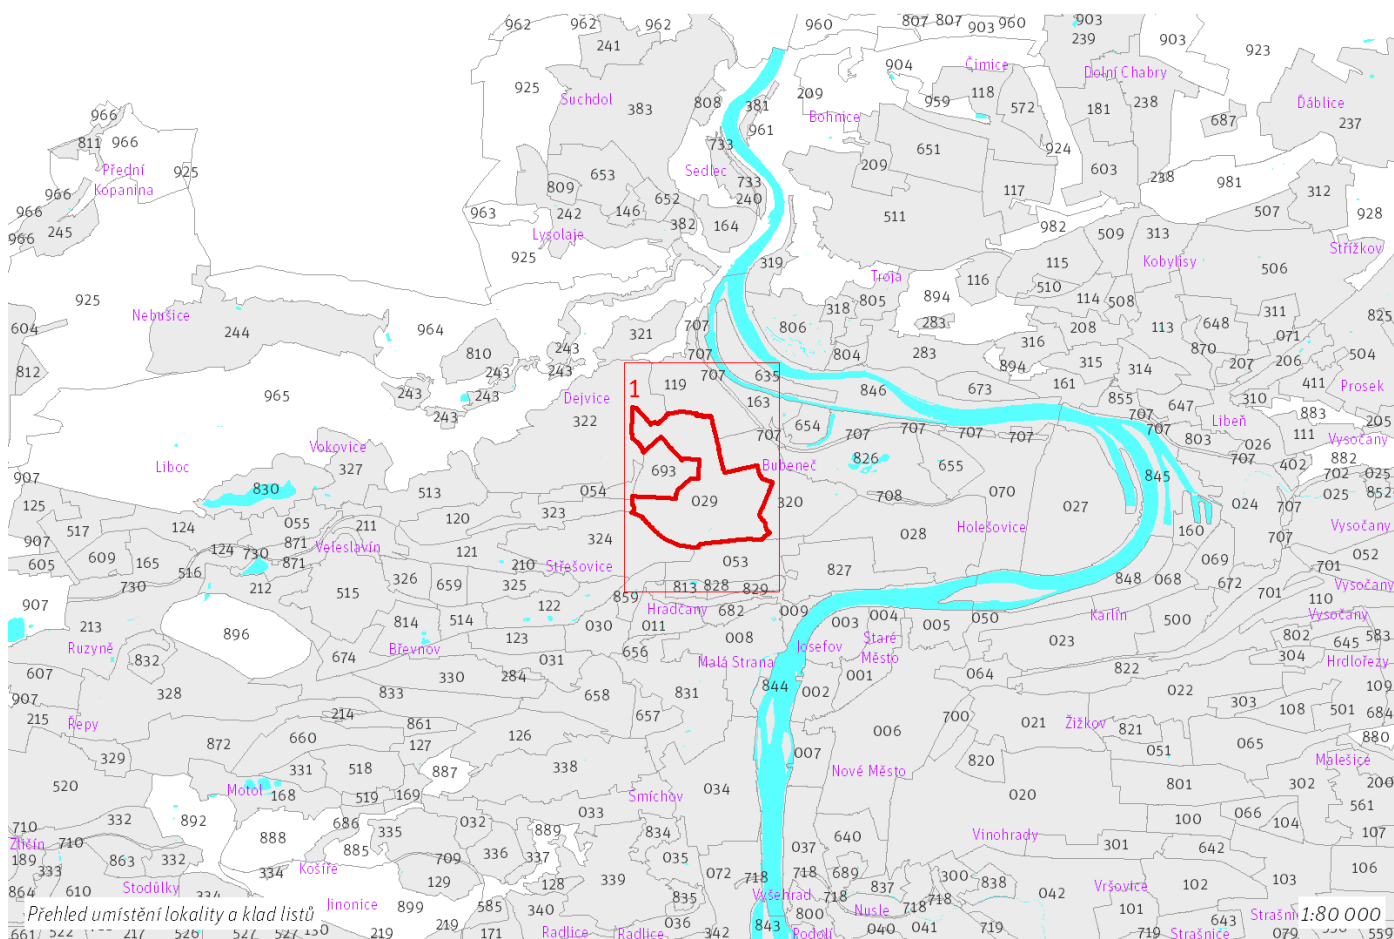 962 962 962 960 807 807 903 960 903
241 239 903 923
Suchdol Čimice Dolní Chabry
925 904
383 808 381 209 959 118 572 181 238 Ďáblice
966 Bohnice 687 237
811 966 961 733 651 924
Přední Kopanina 925 Sedlec 209 603 238 981
966 809 653 652 733 240 117 312
966 963 242 146 382 164 511 982 507 928
966 245 Lysolaje 509 313 Střížkov
925 319 115 Kobylisy 506
925 Troja 116 510
Nebušice 894 114 508 311 825
604 244 964 321 707 806 318 805 283 208 113 648 071
812 810 243 243 707 804 283 316 870 207 206 504
965 243 243 243 119 707 635 894 315 314 411 Prosek
1
Dejvice 322 163 846 673 161 855 647 310 883 205
Vokovice 654 707 707 707 707 707 707 803 Libeň 026 111 Vysočany
Liboc 327 693 707 Bubeneč 826 655 845 707 402 882 702 025
907 830 513 054 029 320 708 070 027 024 025 852
125 517 124 055 211 120 323 028 Holešovice 160 707 Vysočany
907 609 165 124 730 871 871 Veleslavín 121 210 324 053 069 707 052
605 516 730 212 326 659 325 Střešovice 827 848 068 672 701 Vysočany
907 515 859 813 828 829 701 110
213 896 814 514 122 Hradčany 682 009 003 004 005 050 Karlín 500 Vysočany
Ruzyně 832 Břevnov 123 030 011 008 Josefov Staré Město 023 802 645 583
607 674 031 656 Malá Strana 001 064 822 304 Hrdlořezy
907 328 833 330 284 658 831 844 002 022 109
215 Řepy 214 861 657 006 700 021 Žižkov 303 108 501 684
329 872 660 127 126 007 821 051 065 880
520 331 518 887 338 Nové Město 820 Malešice
Motol 168 519 169 034 801 302 200
892 686 Smíchov 020 561
710 332 888 335 032 889 033 834 640 Vinohrady 100 066 104 107
Zličín 710 885 709 336 337 035 037 301 642
189 333 863 332 334 Košíře 129 128 339 072 718 718 689 300 838 106
864 610 Stodůlky 334 Jinonice 899 585 340 835 Vyšehrad 837 718 718 042 Vršovice 102 103
Přehled umístění lokality a klad listů 219 036 800 718 Nusle 101 643 1:80 000
661 522 217 526 527 219 171 Radlice Radlice 342 843 Podolí 040 041 719 719 Strašnice 079 559